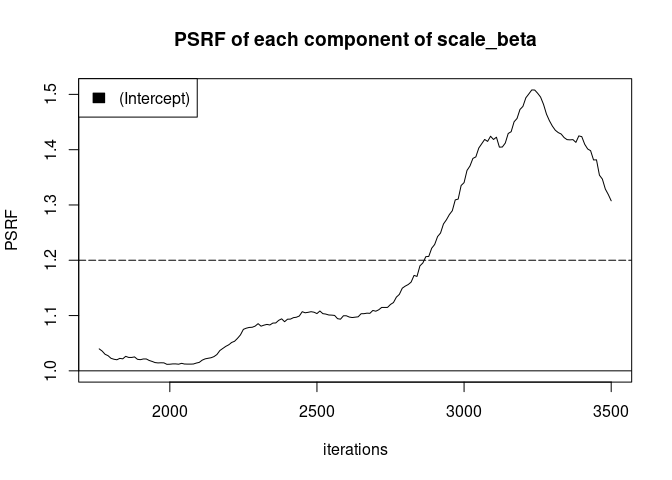 PSRF of each component of scale_beta
(Intercept)
PSRF
1.5
1.4
1.3
1.2
1.1
1.0
2000 2500 3000 3500
iterations